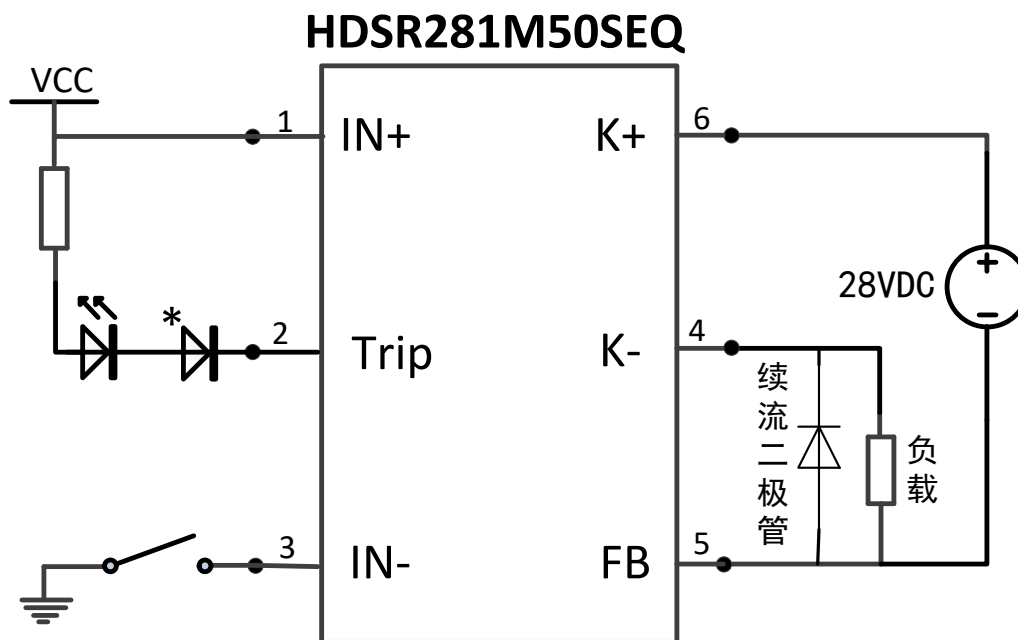 HDSR281M50SEQ
VCC
1
IN+
K+
6
28VDC
*
2
Trip
K-
4
续流二极管
负载
3
IN-
FB
5